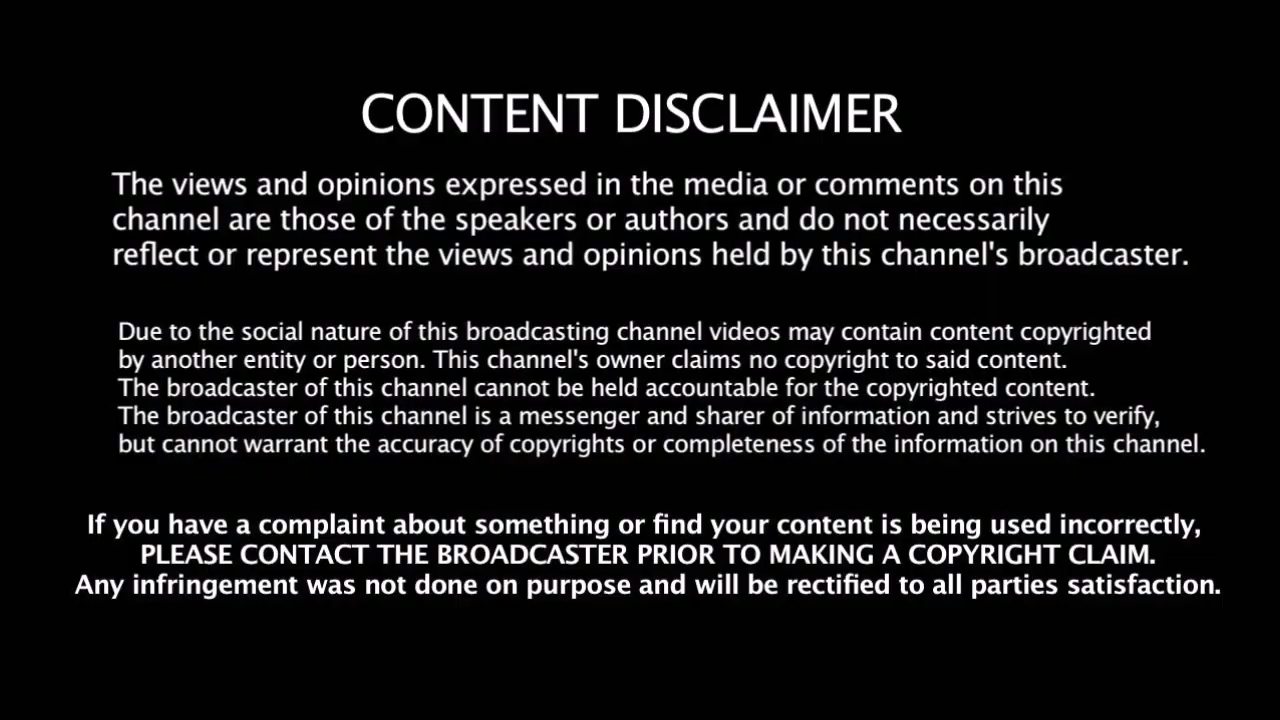 CONTENT DISCLAIMER
The views and opinions expressed in the media or comments on this
channel are those of the speakers or authors and do not necessarily
reflect or represent the views and opinions held by this channel's broadcaster.
Due to the social nature of this broadcasting channel videos may contain content copyrighted
by another entity or person. This channel's owner claims no copyright to said content.
The broadcaster of this channel cannot be held accountable for the copyrighted content.
The broadcaster of this channel is a messenger and sharer of information and strives to verify,
but cannot warrant the accuracy of copyrights or completeness of the information on this channel.
If you have a complaint about something or find your content is being used incorrectly,
PLEASE CONTACT THE BROADCASTER PRIOR TO MAKING A COPYRIGHT CLAIM.
Any infringement was not done on purpose and will be rectified to all parties satisfaction.